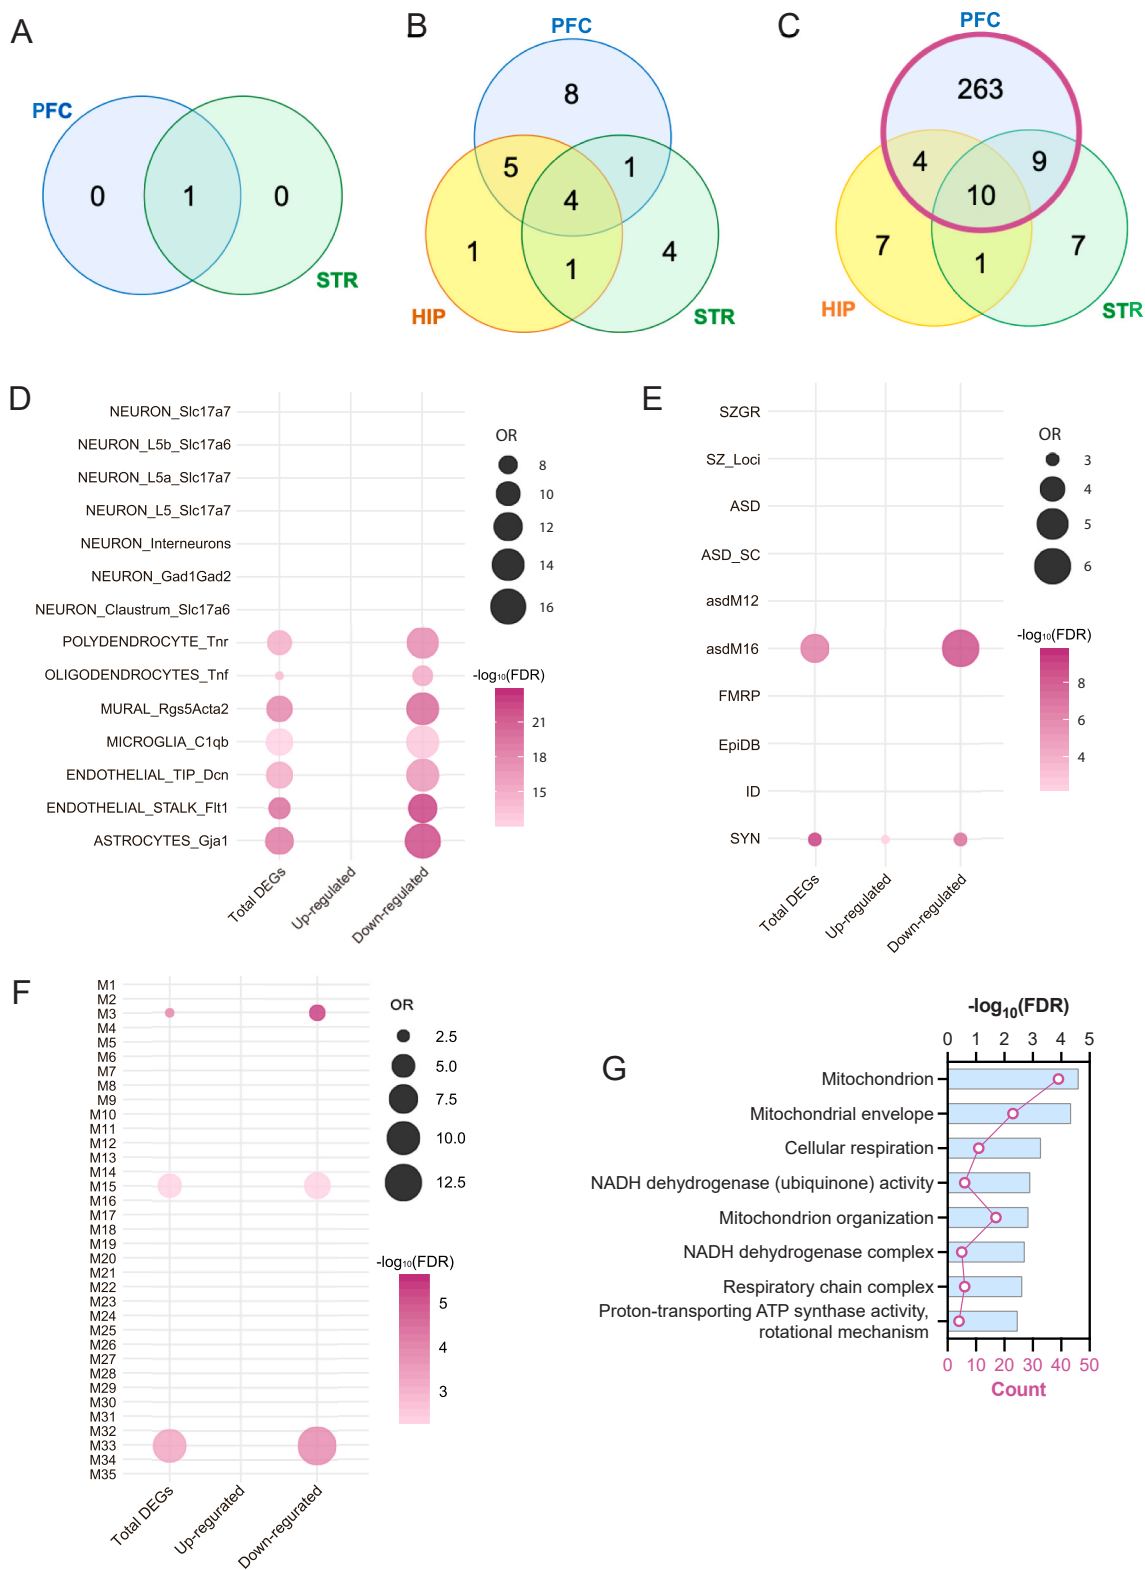 A
PFC
0
1
0
STR
B
PFC
8
5
1
4
1
1
4
HIP
STR
C
PFC
263
4
9
10
7
1
7
HIP
STR
D
NEURON_Slc17a7
NEURON_L5b_Slc17a6
NEURON_L5a_Slc17a7
NEURON_L5_Slc17a7
NEURON_Interneurons
NEURON_Gad1Gad2
NEURON_Claustrum_Slc17a6
POLYDENDROCYTE_Tnr
OLIGODENDROCYTES_Tnf
MURAL_Rgs5Acta2
MICROGLIA_C1qb
ENDOTHELIAL_TIP_Dcn
ENDOTHELIAL_STALK_Flt1
ASTROCYTES_Gja1
Total DEGs
Up-regulated
Down-regulated
OR
8
10
12
14
16
-log₁₀(FDR)
21
18
15
E
SZGR
SZ_Loci
ASD
ASD_SC
asdM12
asdM16
FMRP
EpiDB
ID
SYN
Total DEGs
Up-regulated
Down-regulated
OR
3
4
5
6
-log₁₀(FDR)
8
6
4
F
M1
M2
M3
M4
M5
M6
M7
M8
M9
M10
M11
M12
M13
M14
M15
M16
M17
M18
M19
M20
M21
M22
M23
M24
M25
M26
M27
M28
M29
M30
M31
M32
M33
M34
M35
Total DEGs
Up-regurated
Down-regurated
OR
2.5
5.0
7.5
10.0
12.5
-log₁₀(FDR)
5
4
3
G
-log₁₀(FDR)
0 1 2 3 4 5
Mitochondrion
Mitochondrial envelope
Cellular respiration
NADH dehydrogenase (ubiquinone) activity
Mitochondrion organization
NADH dehydrogenase complex
Respiratory chain complex
Proton-transporting ATP synthase activity,
rotational mechanism
0 10 20 30 40 50
Count